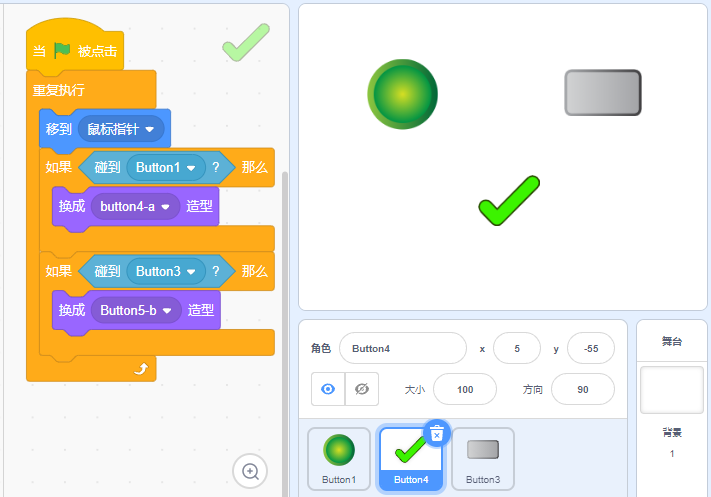 当 被点击
重复执行
移到 鼠标指针
如果 碰到 Button1 ? 那么
换成 button4-a 造型
如果 碰到 Button3 ? 那么
换成 Button5-b 造型
角色 Button4 x 5 y -55
大小 100 方向 90
Button1 Button4 Button3
舞台
背景
1